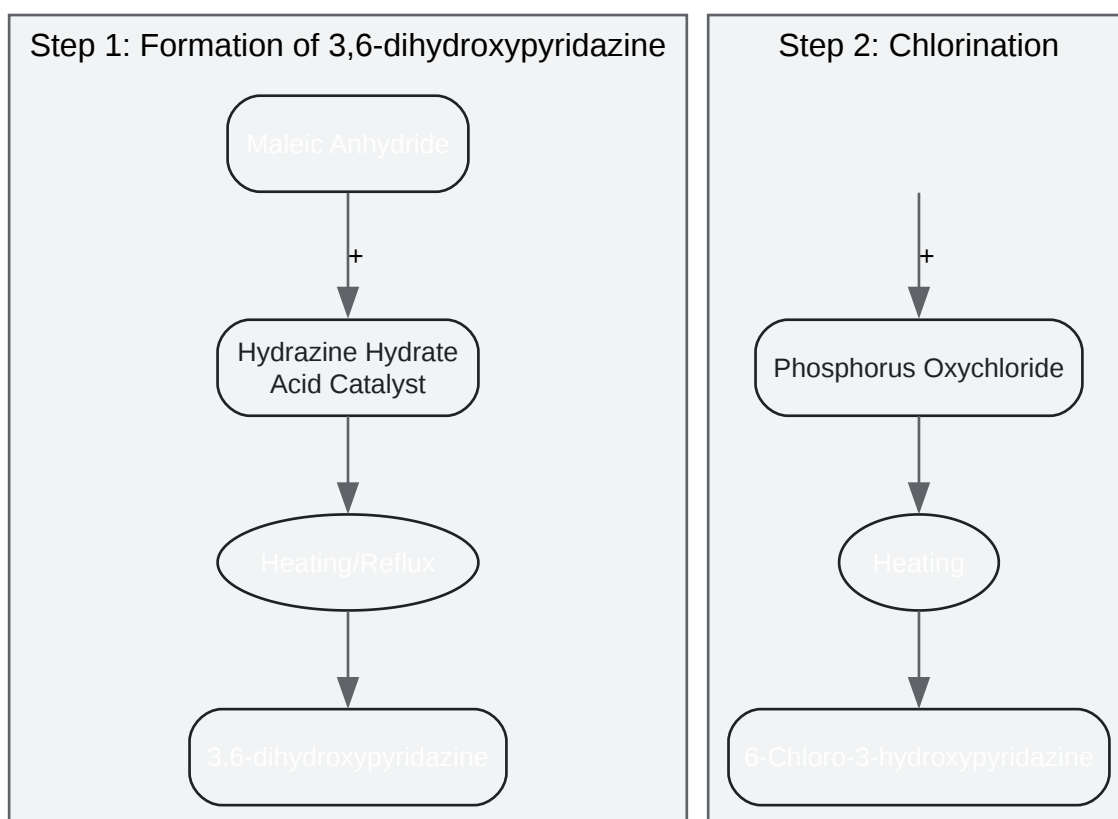 Step 1: Formation of 3,6-dihydroxypyridazine
Maleic Anhydride
+
Hydrazine Hydrate
Acid Catalyst
Heating/Reflux
3,6-dihydroxypyridazine
Step 2: Chlorination
+
Phosphorus Oxychloride
Heating
6-Chloro-3-hydroxypyridazine